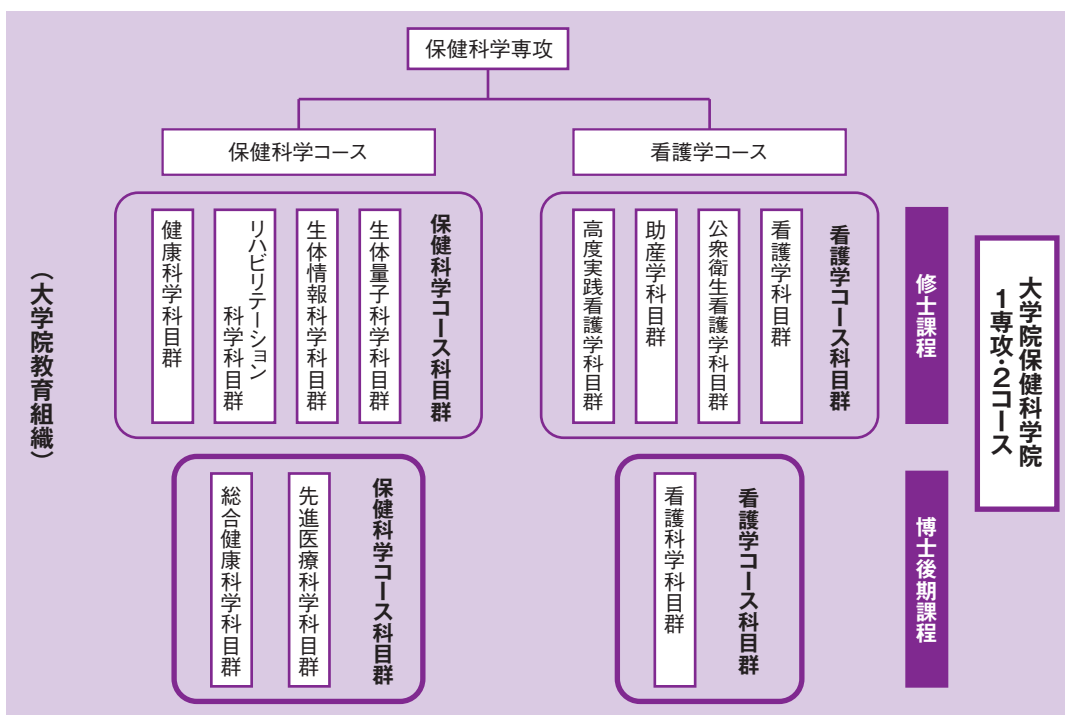 保健科学専攻
保健科学コース
看護学コース
大学院保健科学院
1専攻・2コース
修士課程
看護学コース科目群
看護学科目群
公衆衛生看護学科目群
助産学科目群
高度実践看護学科目群
保健科学コース科目群
生体量子科学科目群
生体情報科学科目群
リハビリテーション
科学科目群
健康科学科目群
博士後期課程
看護学コース科目群
看護科学科目群
保健科学コース科目群
先進医療科学科目群
総合健康科学科目群
（大学院教育組織）